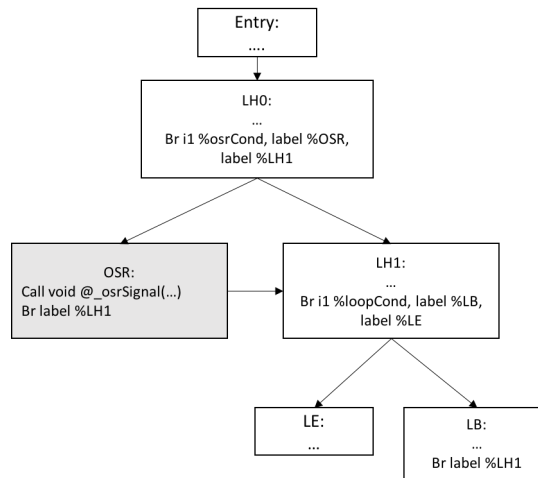 Entry:
....
LH0:
...
Br i1 %osrCond, label %OSR,
label %LH1
OSR:
Call void @_osrSignal(...)
Br label %LH1
LH1:
...
Br i1 %loopCond, label %LB,
label %LE
LE:
...
LB:
...
Br label %LH1